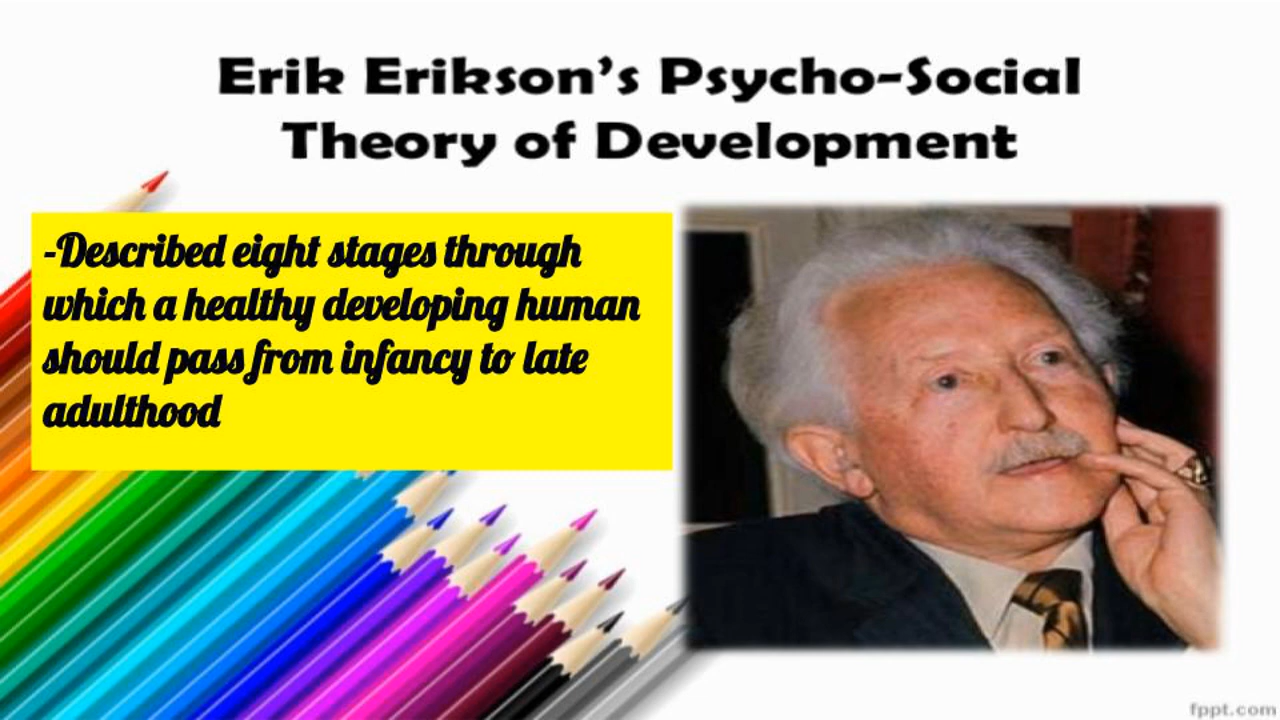 Erik Erikson’s Psycho-Social
Theory of Development
-Described eight stages through
which a healthy developing human
should pass from infancy to late
adulthood
fppt.com